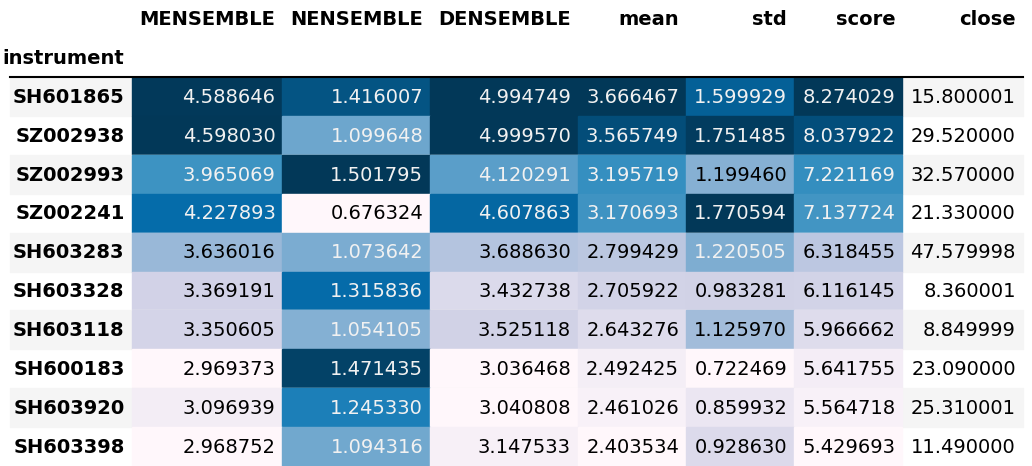 MENSEMBLE NENSEMBLE DENSEMBLE mean std score close
instrument
SH601865 4.588646 1.416007 4.994749 3.666467 1.599929 8.274029 15.800001
SZ002938 4.598030 1.099648 4.999570 3.565749 1.751485 8.037922 29.520000
SZ002993 3.965069 1.501795 4.120291 3.195719 1.199460 7.221169 32.570000
SZ002241 4.227893 0.676324 4.607863 3.170693 1.770594 7.137724 21.330000
SH603283 3.636016 1.073642 3.688630 2.799429 1.220505 6.318455 47.579998
SH603328 3.369191 1.315836 3.432738 2.705922 0.983281 6.116145 8.360001
SH603118 3.350605 1.054105 3.525118 2.643276 1.125970 5.966662 8.849999
SH600183 2.969373 1.471435 3.036468 2.492425 0.722469 5.641755 23.090000
SH603920 3.096939 1.245330 3.040808 2.461026 0.859932 5.564718 25.310001
SH603398 2.968752 1.094316 3.147533 2.403534 0.928630 5.429693 11.490000